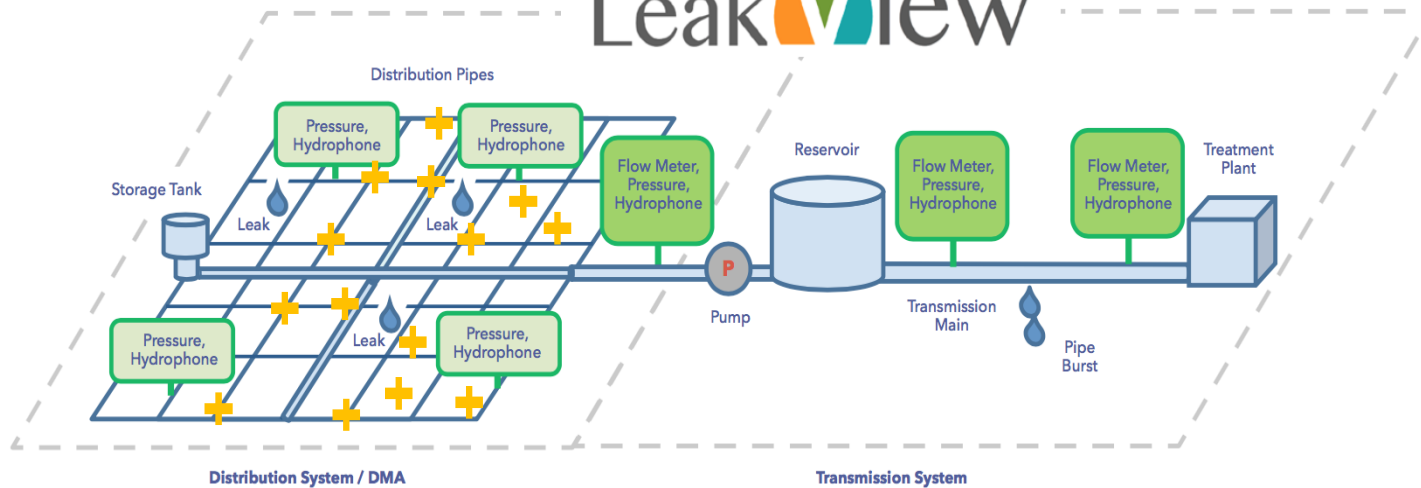 LeakView
Distribution Pipes
Pressure,
Hydrophone
Pressure,
Hydrophone
Flow Meter,
Pressure,
Hydrophone
Reservoir
Flow Meter,
Pressure,
Hydrophone
Flow Meter,
Pressure,
Hydrophone
Treatment
Plant
Storage Tank
Leak
Leak
P
Pump
Transmission
Main
Pipe
Burst
Pressure,
Hydrophone
Leak
Pressure,
Hydrophone
Distribution System / DMA
Transmission System